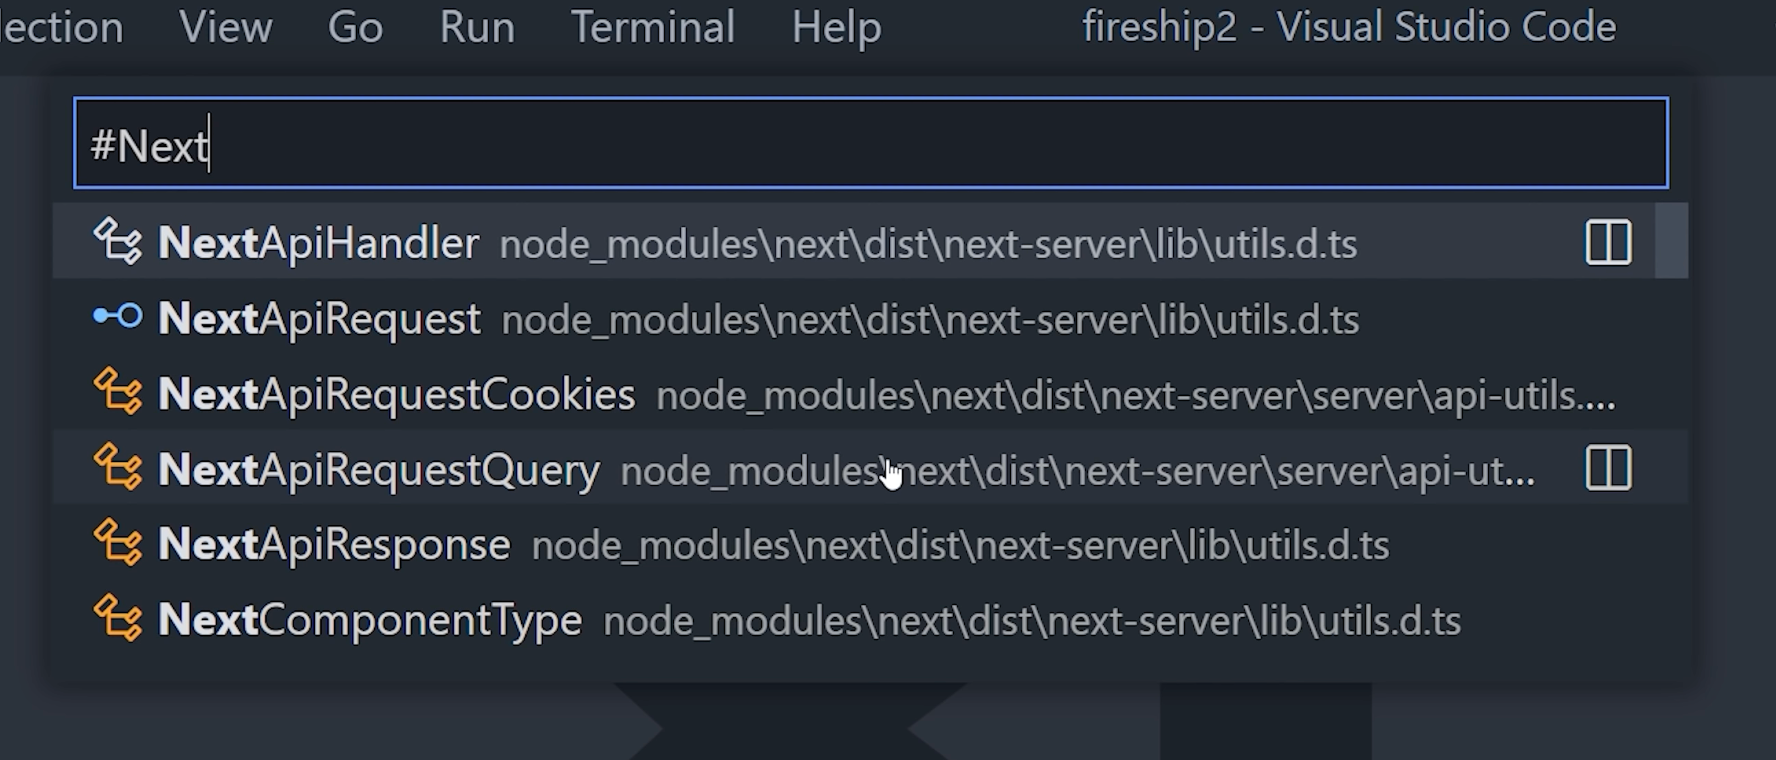 lection View Go Run Terminal Help fireship2 - Visual Studio Code
#Next
NextApiHandler node_modules\next\dist\next-server\lib\utils.d.ts
NextApiRequest node_modules\next\dist\next-server\lib\utils.d.ts
NextApiRequestCookies node_modules\next\dist\next-server\server\api-utils....
NextApiRequestQuery node_modules\next\dist\next-server\server\api-ut...
NextApiResponse node_modules\next\dist\next-server\lib\utils.d.ts
NextComponentType node_modules\next\dist\next-server\lib\utils.d.ts